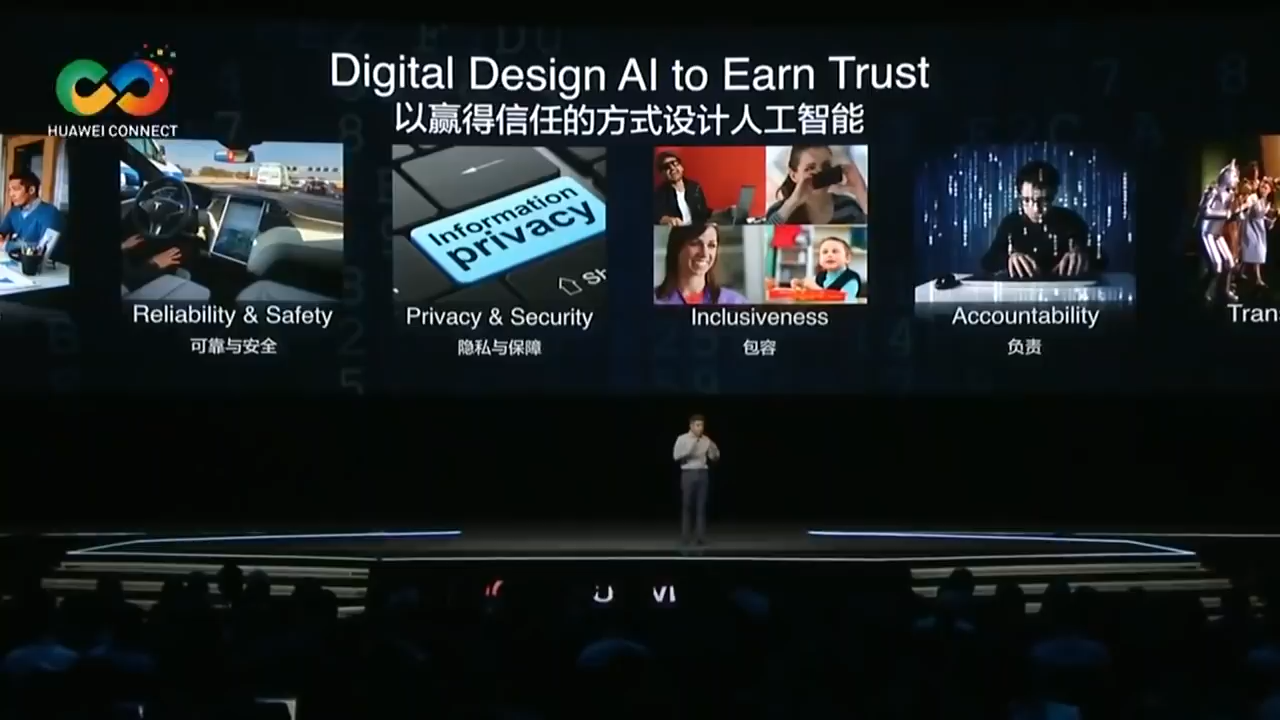 Digital Design AI to Earn Trust
以赢得信任的方式设计人工智能
HUAWEI CONNECT
Information
privacy
Sh
Reliability & Safety
可靠与安全
Privacy & Security
隐私与保障
Inclusiveness
包容
Accountability
负责
Trans